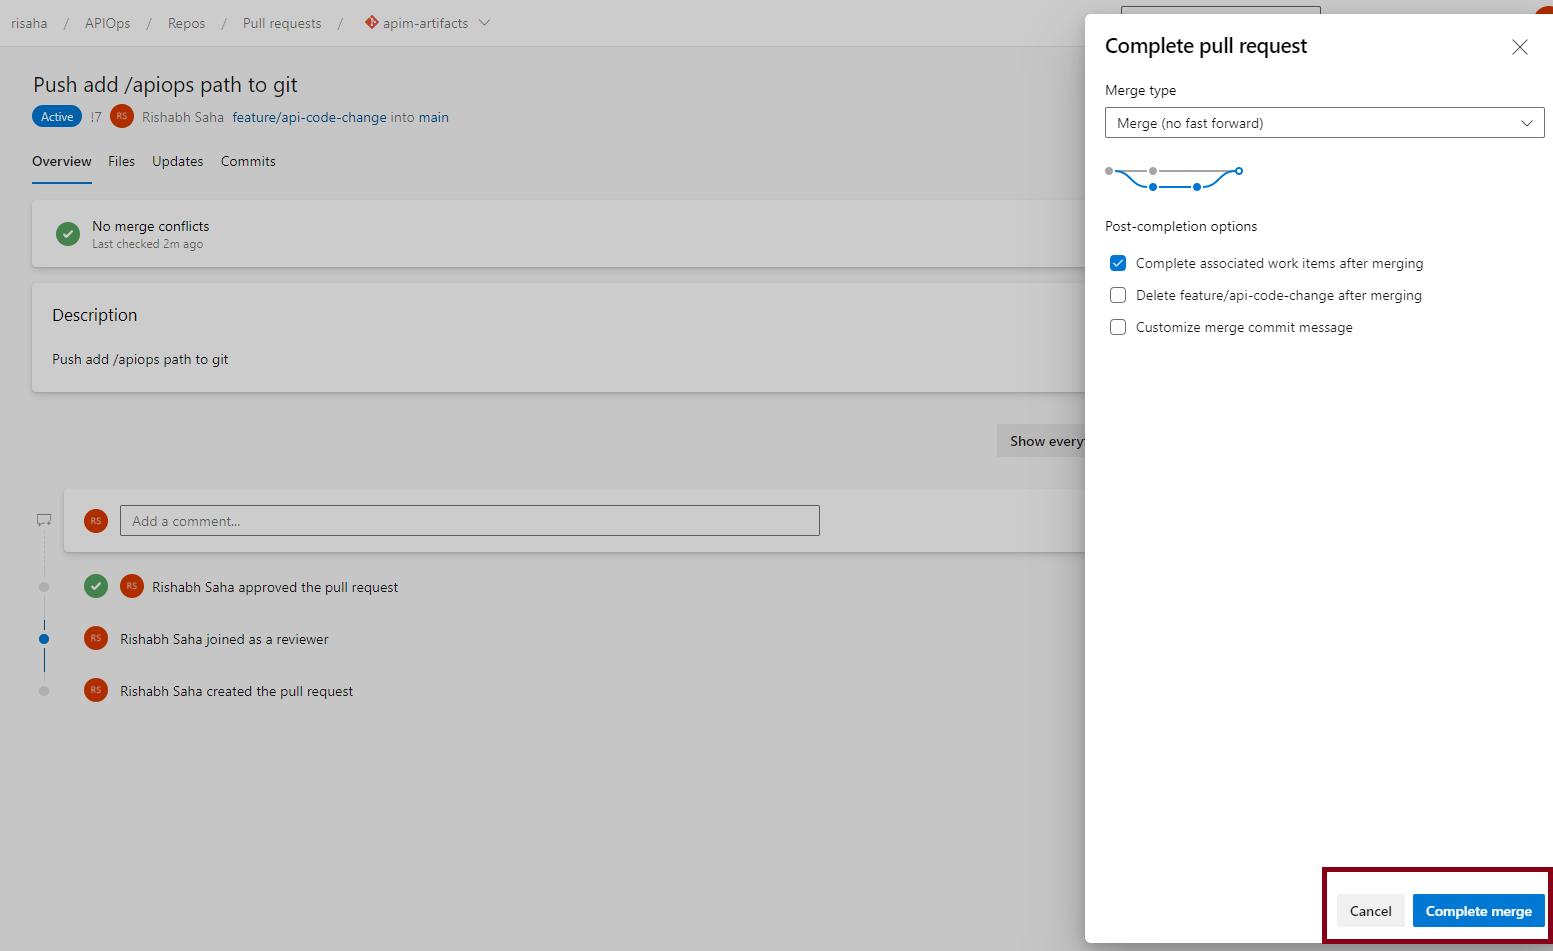 risaha / APIOps / Repos / Pull requests / apim-artifacts
Push add /apiops path to git
Active !7 RS Rishabh Saha feature/api-code-change into main
Overview Files Updates Commits
No merge conflicts
Last checked 2m ago
Description
Push add /apiops path to git
Show every
RS Add a comment...
RS Rishabh Saha approved the pull request
RS Rishabh Saha joined as a reviewer
RS Rishabh Saha created the pull request
Complete pull request
Merge type
Merge (no fast forward)
Post-completion options
Complete associated work items after merging
Delete feature/api-code-change after merging
Customize merge commit message
Cancel Complete merge